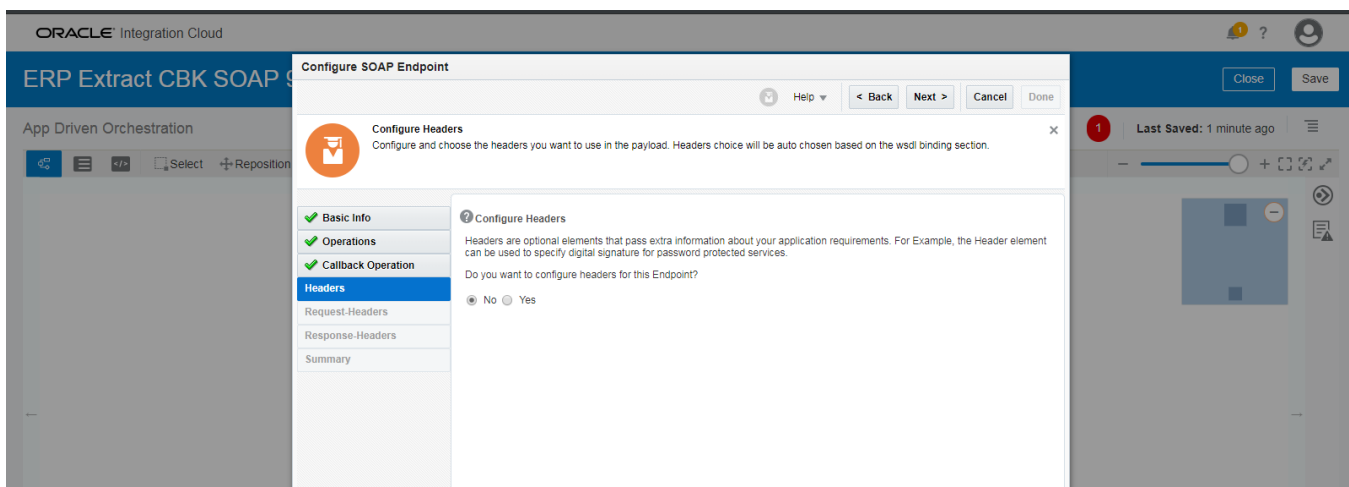 ORACLE Integration Cloud
1
?
ERP Extract CBK SOAP 9
Close
Save
App Driven Orchestration
1
Last Saved: 1 minute ago
</>
Select
Reposition
Configure SOAP Endpoint
Help
< Back
Next >
Cancel
Done
Configure Headers
Configure and choose the headers you want to use in the payload. Headers choice will be auto chosen based on the wsdl binding section.
Basic Info
Operations
Callback Operation
Headers
Request-Headers
Response-Headers
Summary
? Configure Headers
Headers are optional elements that pass extra information about your application requirements. For Example, the Header element
can be used to specify digital signature for password protected services.
Do you want to configure headers for this Endpoint?
No Yes